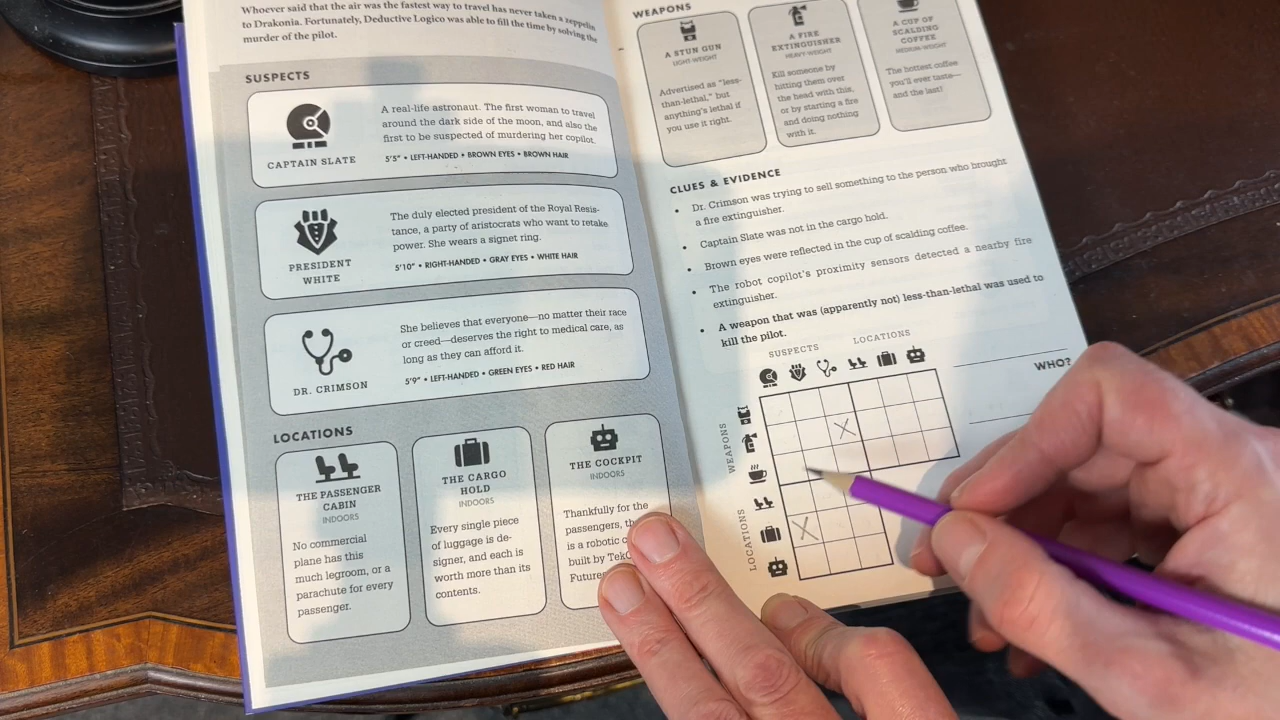 Whoever said that the air was the fastest way to travel has never taken a zeppelin
to Drakonia. Fortunately, Deductive Logico was able to fill the time by solving the
murder of the pilot.
SUSPECTS
CAPTAIN SLATE
A real-life astronaut. The first woman to travel
around the dark side of the moon, and also the
first to be suspected of murdering her copilot.
5'5" • LEFT-HANDED • BROWN EYES • BROWN HAIR
PRESIDENT
WHITE
The duly elected president of the Royal Resis-
tance, a party of aristocrats who want to retake
power. She wears a signet ring.
5'10" • RIGHT-HANDED • GRAY EYES • WHITE HAIR
DR. CRIMSON
She believes that everyone—no matter their race
or creed—deserves the right to medical care, as
long as they can afford it.
5'9" • LEFT-HANDED • GREEN EYES • RED HAIR
LOCATIONS
THE PASSENGER
CABIN
INDOORS
No commercial
plane has this
much legroom, or a
parachute for every
passenger.
THE CARGO
HOLD
INDOORS
Every single piece
of luggage is de-
signer, and each is
worth more than its
contents.
THE COCKPIT
INDOORS
Thankfully for the
passengers,
is a robotic
built by
Future
WEAPONS
A STUN GUN
LIGHT-WEIGHT
Advertised as "less-
than-lethal," but
anything's lethal if
you use it right.
A FIRE
EXTINGUISHER
HEAVY-WEIGHT
Kill someone by
hitting them over
the head with this,
or by starting a fire
and doing nothing
with it.
A CUP OF
SCALDING
COFFEE
MEDIUM-WEIGHT
The hottest coffee
you'll ever taste—
and the last!
CLUES & EVIDENCE
• Dr. Crimson was trying to sell something to the person who brought
a fire extinguisher.
• Captain Slate was not in the cargo hold.
• Brown eyes were reflected in the cup of scalding coffee.
• The robot copilot's proximity sensors detected a nearby fire
extinguisher.
• A weapon that was (apparently not) less-than-lethal was used to
kill the pilot.
SUSPECTS LOCATIONS
WEAPONS
X
LOCATIONS
X
WHO?